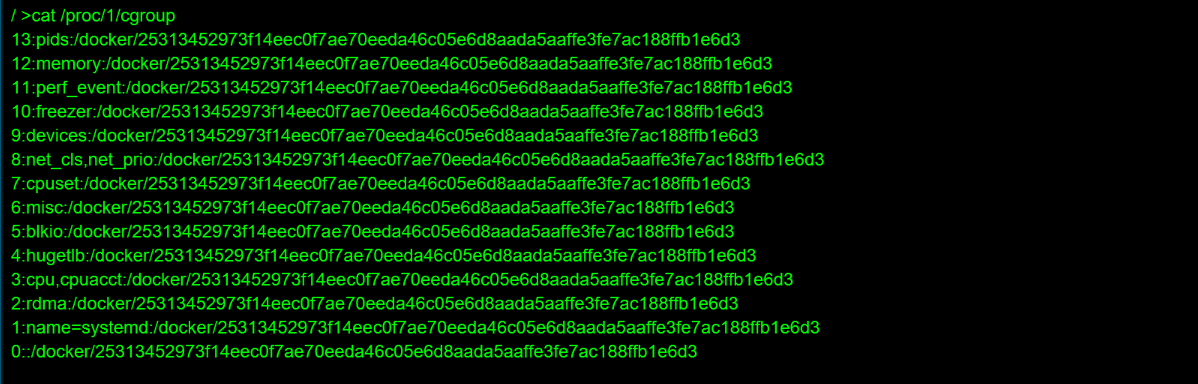 / >cat /proc/1/cgroup
13:pids:/docker/25313452973f14eec0f7ae70eeda46c05e6d8aada5aaffe3fe7ac188ffb1e6d3
12:memory:/docker/25313452973f14eec0f7ae70eeda46c05e6d8aada5aaffe3fe7ac188ffb1e6d3
11:perf_event:/docker/25313452973f14eec0f7ae70eeda46c05e6d8aada5aaffe3fe7ac188ffb1e6d3
10:freezer:/docker/25313452973f14eec0f7ae70eeda46c05e6d8aada5aaffe3fe7ac188ffb1e6d3
9:devices:/docker/25313452973f14eec0f7ae70eeda46c05e6d8aada5aaffe3fe7ac188ffb1e6d3
8:net_cls,net_prio:/docker/25313452973f14eec0f7ae70eeda46c05e6d8aada5aaffe3fe7ac188ffb1e6d3
7:cpuset:/docker/25313452973f14eec0f7ae70eeda46c05e6d8aada5aaffe3fe7ac188ffb1e6d3
6:misc:/docker/25313452973f14eec0f7ae70eeda46c05e6d8aada5aaffe3fe7ac188ffb1e6d3
5:blkio:/docker/25313452973f14eec0f7ae70eeda46c05e6d8aada5aaffe3fe7ac188ffb1e6d3
4:hugetlb:/docker/25313452973f14eec0f7ae70eeda46c05e6d8aada5aaffe3fe7ac188ffb1e6d3
3:cpu,cpuacct:/docker/25313452973f14eec0f7ae70eeda46c05e6d8aada5aaffe3fe7ac188ffb1e6d3
2:rdma:/docker/25313452973f14eec0f7ae70eeda46c05e6d8aada5aaffe3fe7ac188ffb1e6d3
1:name=systemd:/docker/25313452973f14eec0f7ae70eeda46c05e6d8aada5aaffe3fe7ac188ffb1e6d3
0::/docker/25313452973f14eec0f7ae70eeda46c05e6d8aada5aaffe3fe7ac188ffb1e6d3